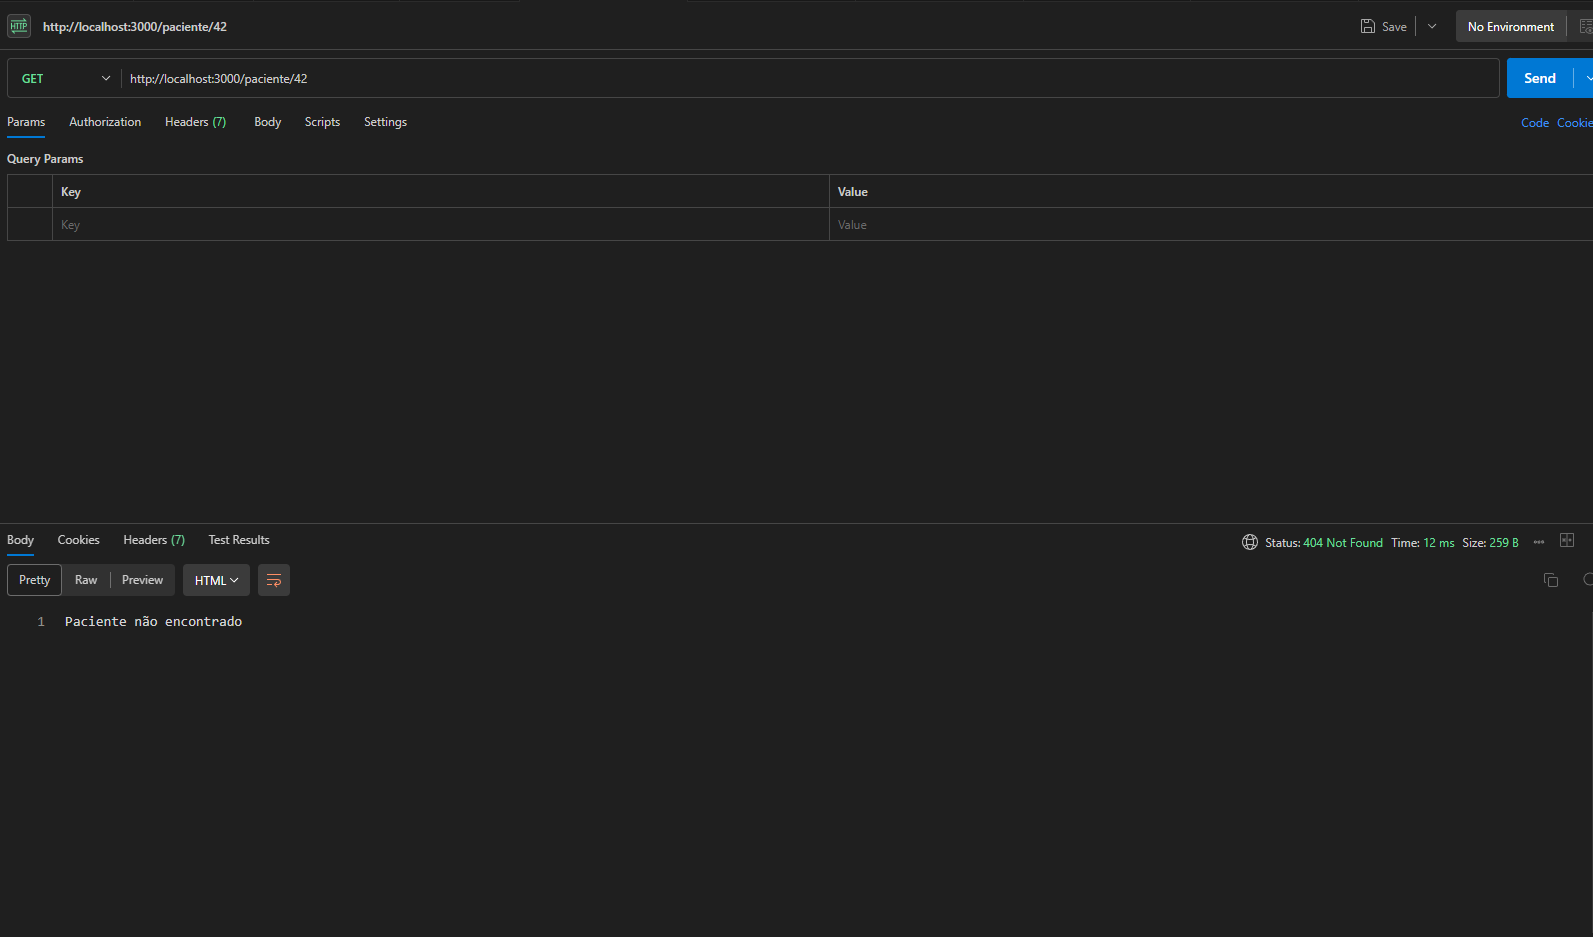 HTTP http://localhost:3000/paciente/42 Save No Environment
GET http://localhost:3000/paciente/42 Send
Params Authorization Headers (7) Body Scripts Settings Code Cookie
Query Params
Key Value
Key Value
Body Cookies Headers (7) Test Results Status: 404 Not Found Time: 12 ms Size: 259 B
Pretty Raw Preview HTML
1 Paciente não encontrado